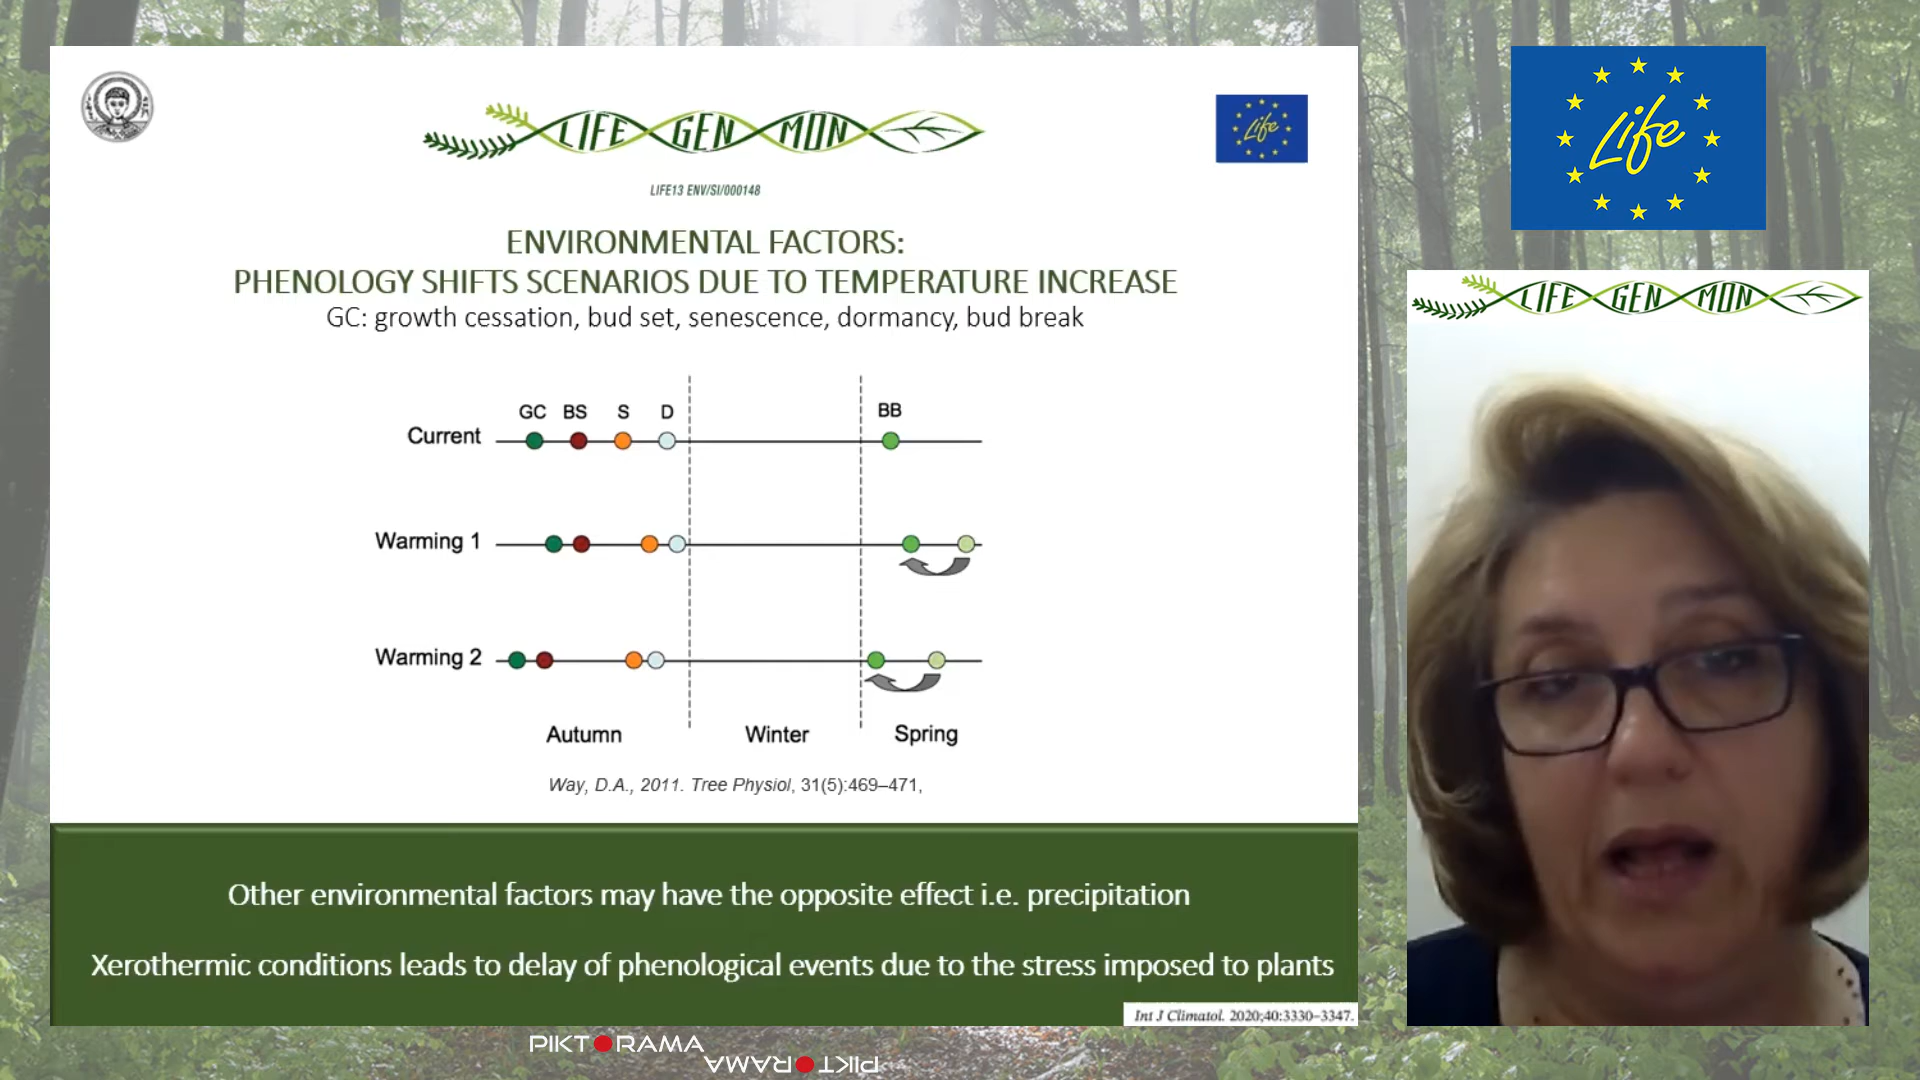 LIFE GEN MON
LIFE13 ENV/SI/000148
Life
ENVIRONMENTAL FACTORS:
PHENOLOGY SHIFTS SCENARIOS DUE TO TEMPERATURE INCREASE
GC: growth cessation, bud set, senescence, dormancy, bud break
GC BS S D BB
Current
Warming 1
Warming 2
Autumn Winter Spring
Way, D.A., 2011. Tree Physiol, 31(5):469–471,
Other environmental factors may have the opposite effect i.e. precipitation
Xerothermic conditions leads to delay of phenological events due to the stress imposed to plants
Int J Climatol. 2020;40:3330–3347.
Life
LIFE GEN MON
PIKTORAMA
PIKTORAMA